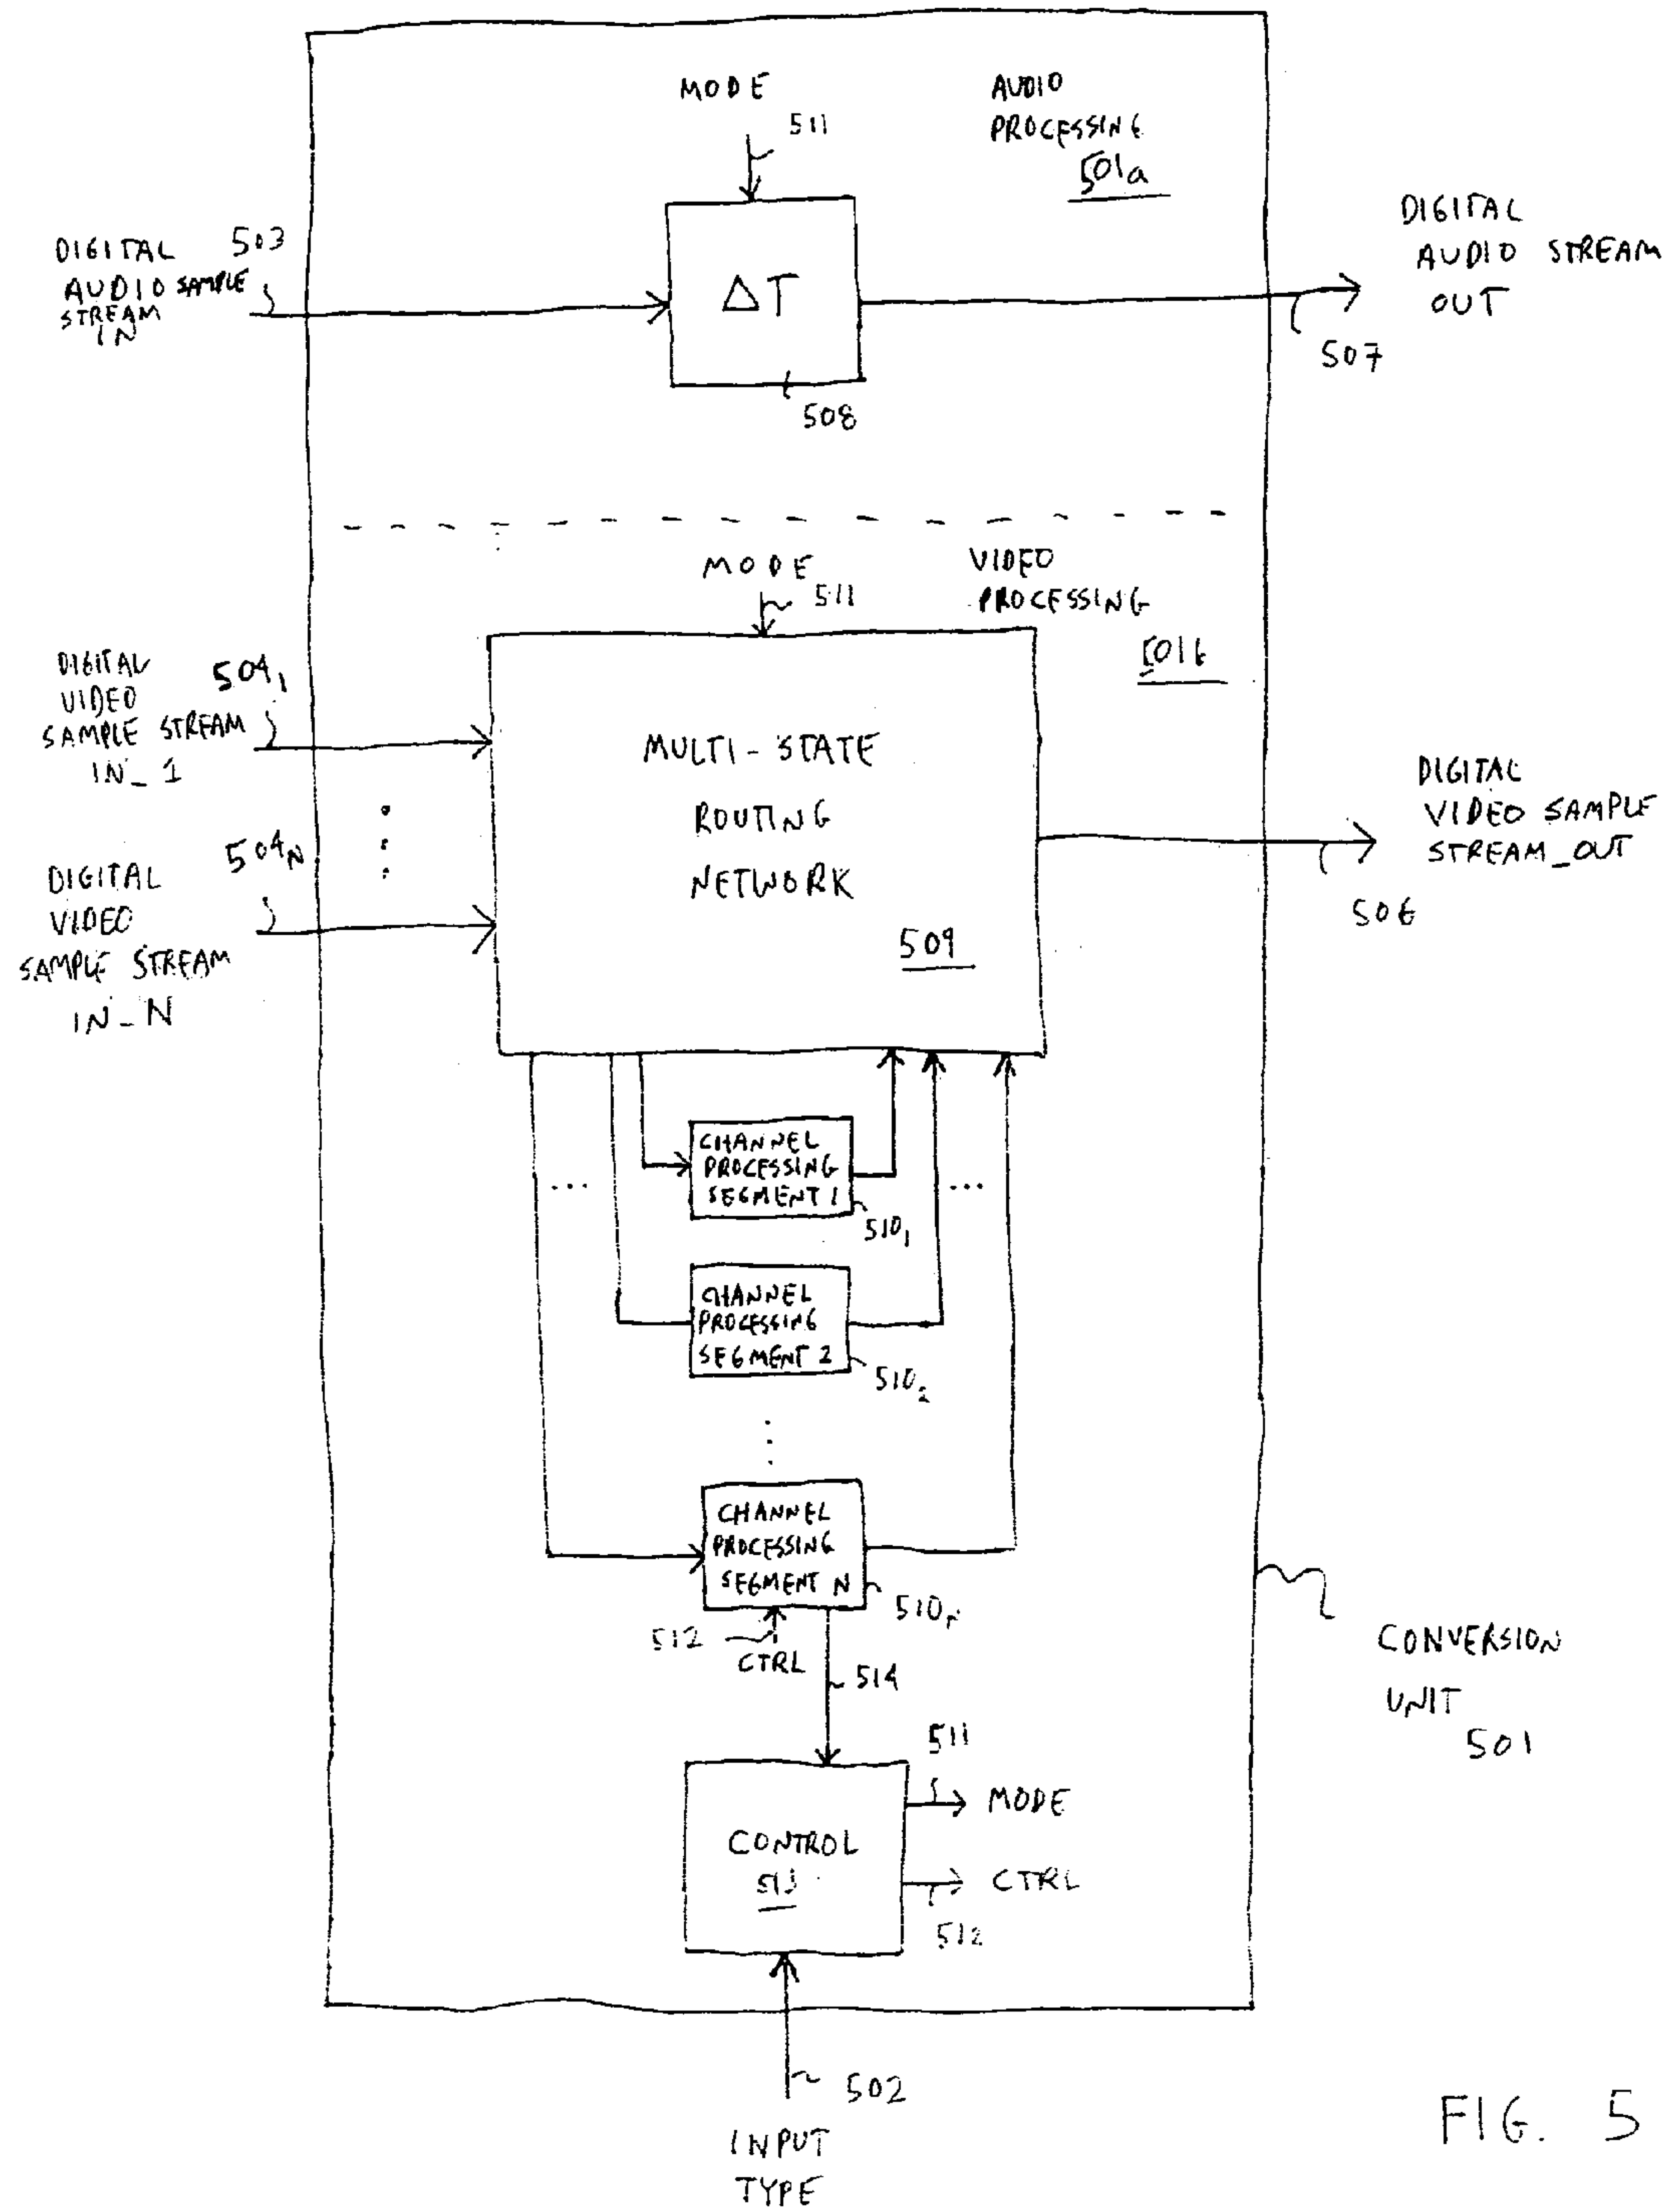 MODE
511
AUDIO
PROCESSING
501a
DIGITAL
AUDIO SAMPLE
STREAM
IN
503
ΔT
508
DIGITAL
AUDIO STREAM
OUT
507
MODE
511
VIDEO
PROCESSING
501b
DIGITAL
VIDEO
SAMPLE STREAM
IN_1
504₁
DIGITAL
VIDEO
SAMPLE STREAM
IN_N
504N
MULTI-STATE
ROUTING
NETWORK
509
DIGITAL
VIDEO SAMPLE
STREAM_OUT
506
CHANNEL
PROCESSING
SEGMENT 1
510₁
...
...
CHANNEL
PROCESSING
SEGMENT 2
510₂
CHANNEL
PROCESSING
SEGMENT N
510N
512
CTRL
514
CONTROL
513
511
MODE
CTRL
512
CONVERSION
UNIT
501
502
INPUT
TYPE
FIG. 5